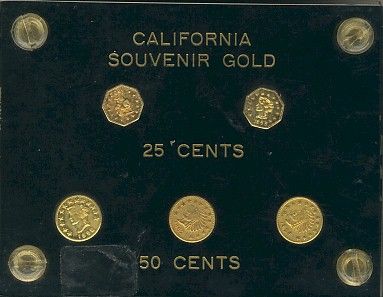 CALIFORNIA
SOUVENIR GOLD
25 CENTS
50 CENTS